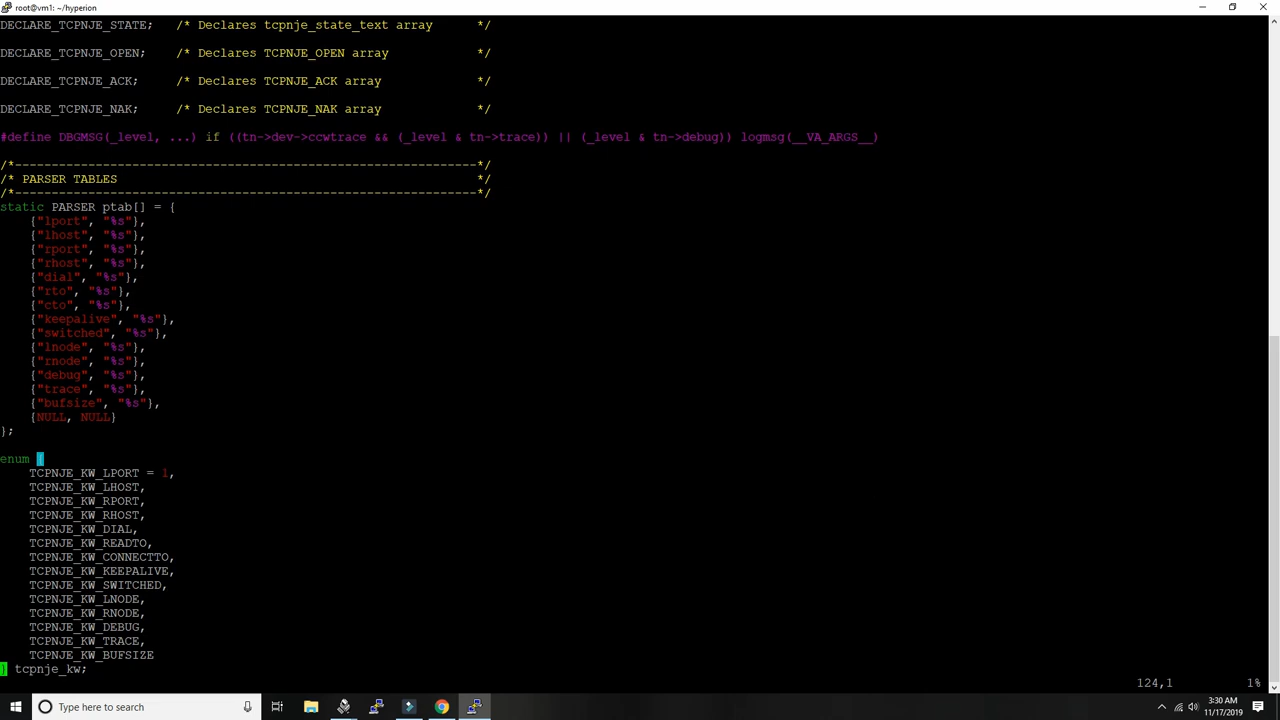 root@vm1: ~/hyperion
DECLARE_TCPNJE_STATE;   /* Declares tcpnje_state_text array      */
DECLARE_TCPNJE_OPEN;    /* Declares TCPNJE_OPEN array            */
DECLARE_TCPNJE_ACK;     /* Declares TCPNJE_ACK array             */
DECLARE_TCPNJE_NAK;     /* Declares TCPNJE_NAK array             */
#define DBGMSG(_level, ...) if ((tn->dev->ccwtrace && (_level & tn->trace)) || (_level & tn->debug)) logmsg(__VA_ARGS__)
/*---------------------------------------------------------------*/
/* PARSER TABLES                                                 */
/*---------------------------------------------------------------*/
static PARSER ptab[] = {
    {"lport", "%s"},
    {"lhost", "%s"},
    {"rport", "%s"},
    {"rhost", "%s"},
    {"dial", "%s"},
    {"rto", "%s"},
    {"cto", "%s"},
    {"keepalive", "%s"},
    {"switched", "%s"},
    {"lnode", "%s"},
    {"rnode", "%s"},
    {"debug", "%s"},
    {"trace", "%s"},
    {"bufsize", "%s"},
    {NULL, NULL}
};
enum {
    TCPNJE_KW_LPORT = 1,
    TCPNJE_KW_LHOST,
    TCPNJE_KW_RPORT,
    TCPNJE_KW_RHOST,
    TCPNJE_KW_DIAL,
    TCPNJE_KW_READTO,
    TCPNJE_KW_CONNECTTO,
    TCPNJE_KW_KEEPALIVE,
    TCPNJE_KW_SWITCHED,
    TCPNJE_KW_LNODE,
    TCPNJE_KW_RNODE,
    TCPNJE_KW_DEBUG,
    TCPNJE_KW_TRACE,
    TCPNJE_KW_BUFSIZE
} tcpnje_kw;
124,1 1%
Type here to search
3:30 AM
11/17/2019